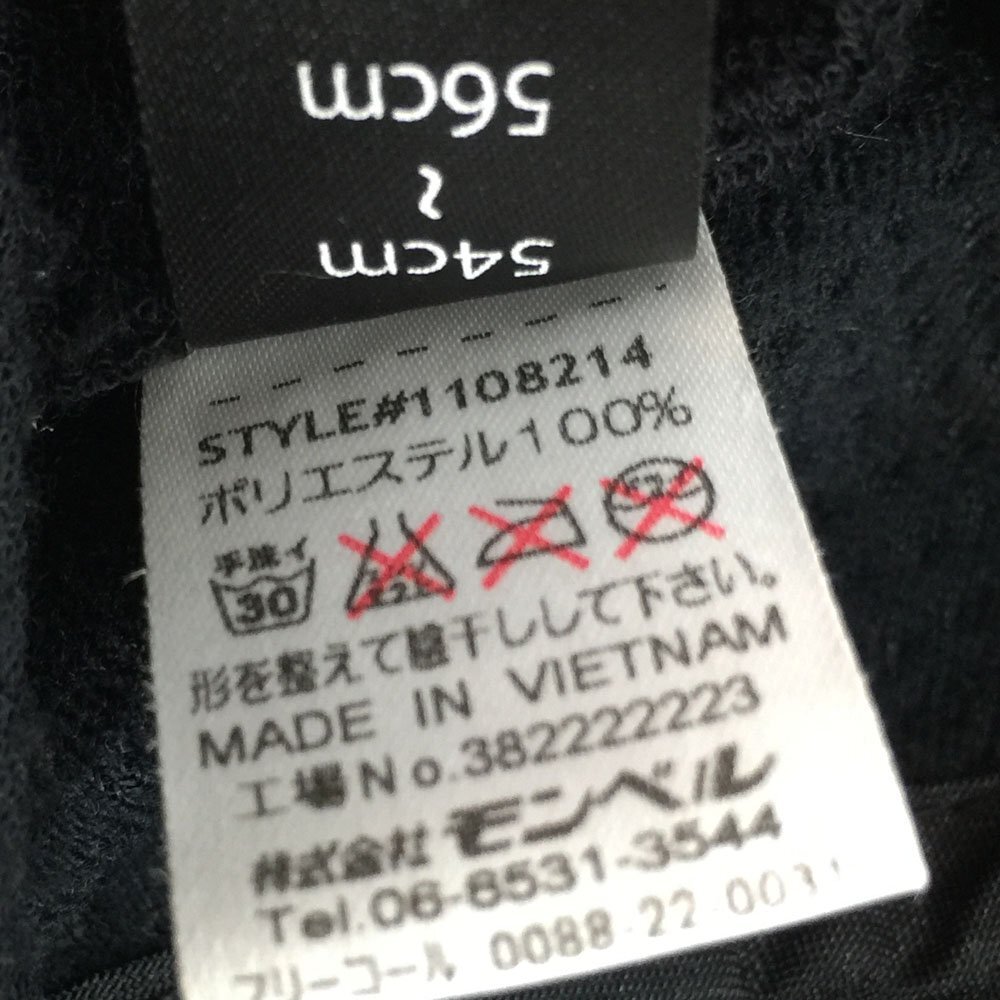 54cm
~
56cm
STYLE#1108214
ポリエステル100%
手洗イ
30
形を整えて陰干しして下さい。
MADE IN VIETNAM
工場No.382222223
株式会社 モンベル
Tel.06-6531-3544
フリーコール 0088-22-0031